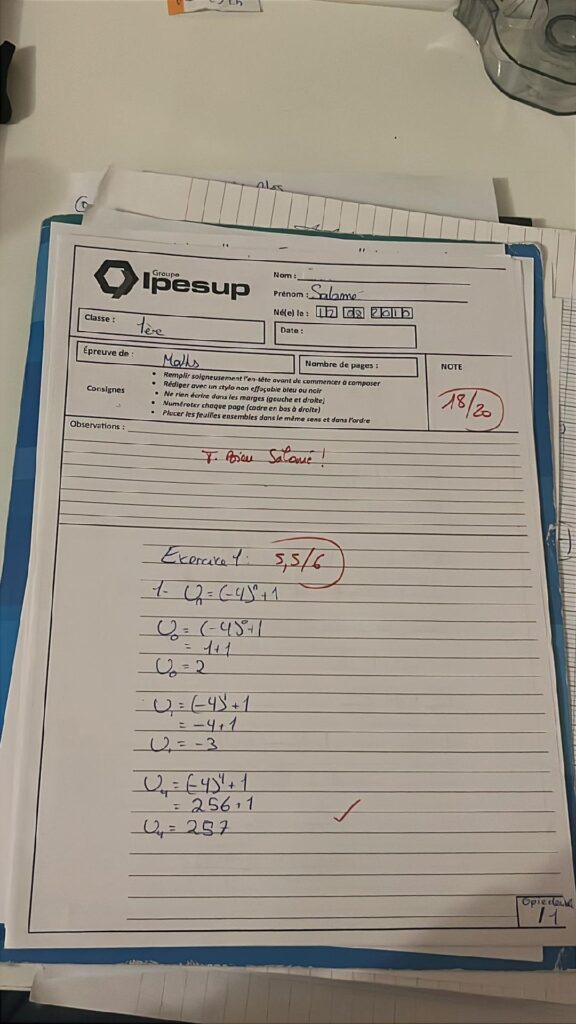 Groupe
Ipesup
Nom :
Prénom : Salomé
Né(e) le :
Classe : 1ère
Date :
Épreuve de : Maths
Nombre de pages :
NOTE
18/20
Consignes
• Remplir soigneusement l'en-tête avant de commencer à composer
• Rédiger avec un stylo non effaçable bleu ou noir
• Ne rien écrire dans les marges (gauche et droite)
• Numéroter chaque page (cadre en bas à droite)
• Placer les feuilles ensembles dans le même sens et dans l'ordre
Observations :
T. Bien Salomé !
Exercice 1 : 5,5/6
1- Uₙ = (-4)ⁿ + 1
U₀ = (-4)⁰ + 1
= 1 + 1
U₀ = 2
U₁ = (-4)¹ + 1
= -4 + 1
U₁ = -3
U₄ = (-4)⁴ + 1
= 256 + 1
U₄ = 257
/ 1